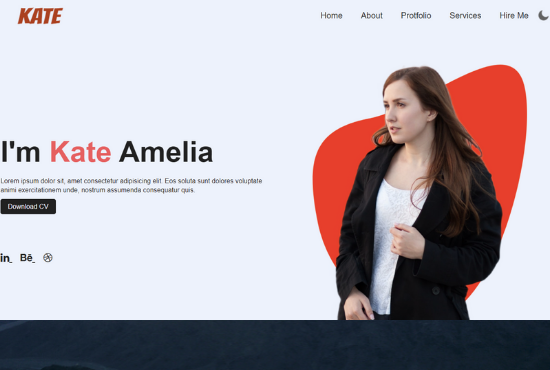 KATE
Home About Protfolio Services Hire Me
I'm Kate Amelia
Lorem ipsum dolor sit, amet consectetur adipisicing elit. Eos soluta sunt dolores voluptate
animi exercitationem unde, nostrum assumenda consequatur quis.
Download CV
in Bē